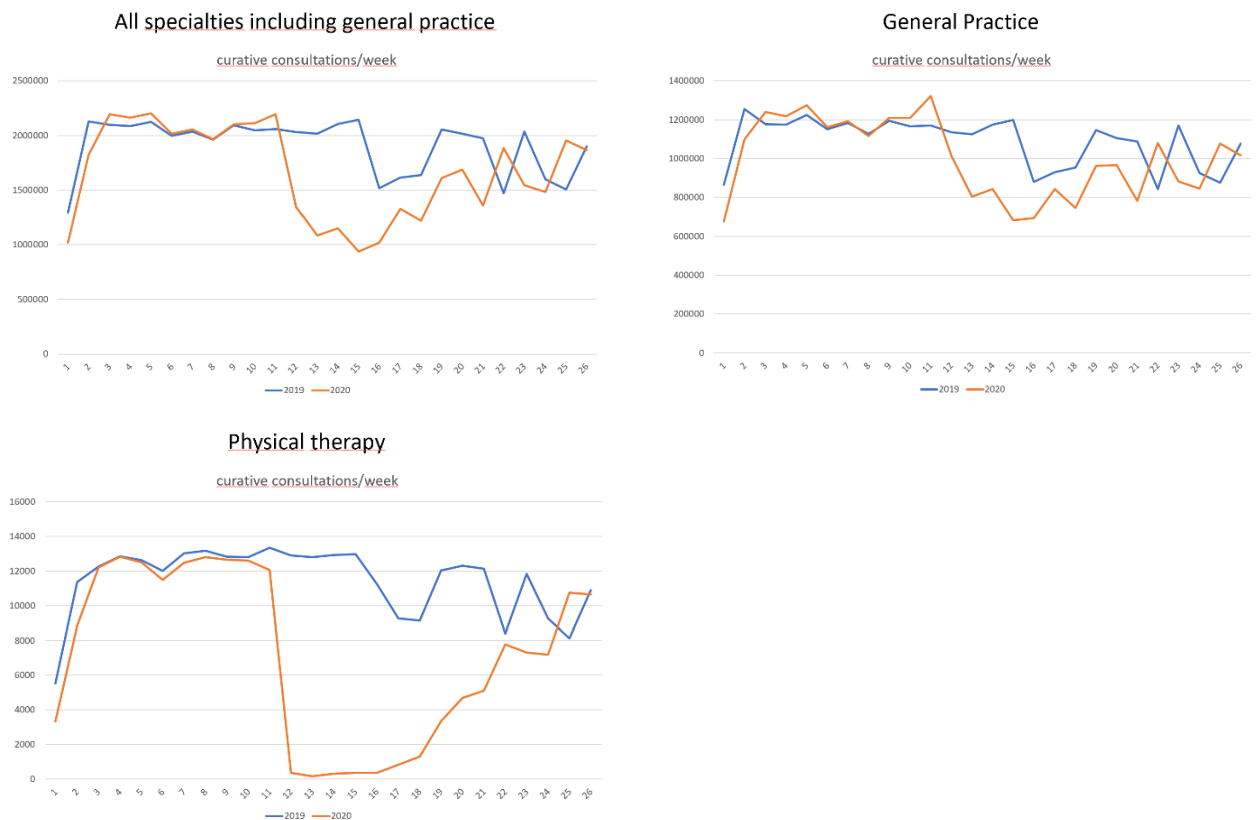 All specialties including general practice
curative consultations/week
2500000
2000000
1500000
1000000
500000
0
1 2 3 4 5 6 7 8 9 10 11 12 13 14 15 16 17 18 19 20 21 22 23 24 25 26
2019 2020
General Practice
curative consultations/week
1400000
1200000
1000000
800000
600000
400000
200000
0
1 2 3 4 5 6 7 8 9 10 11 12 13 14 15 16 17 18 19 20 21 22 23 24 25 26
2019 2020
Physical therapy
curative consultations/week
16000
14000
12000
10000
8000
6000
4000
2000
0
1 2 3 4 5 6 7 8 9 10 11 12 13 14 15 16 17 18 19 20 21 22 23 24 25 26
2019 2020